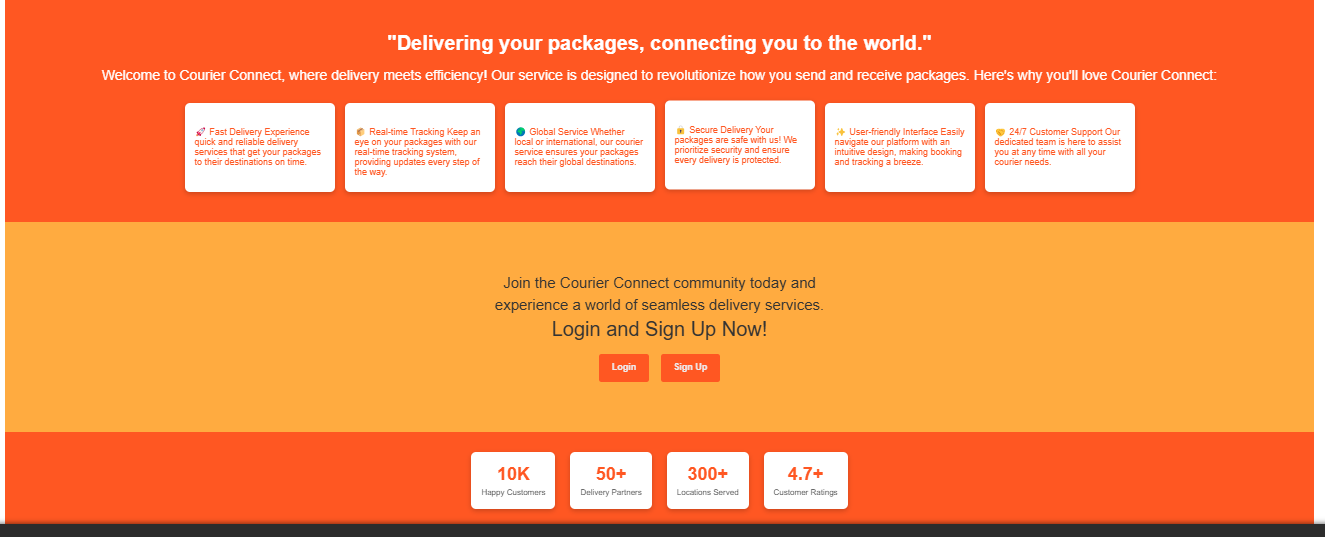 "Delivering your packages, connecting you to the world."
Welcome to Courier Connect, where delivery meets efficiency! Our service is designed to revolutionize how you send and receive packages. Here's why you'll love Courier Connect:
🚀 Fast Delivery Experience
quick and reliable delivery
services that get your packages
to their destinations on time.
📦 Real-time Tracking Keep an
eye on your packages with our
real-time tracking system,
providing updates every step of
the way.
🌍 Global Service Whether
local or international, our courier
service ensures your packages
reach their global destinations.
🔒 Secure Delivery Your
packages are safe with us! We
prioritize security and ensure
every delivery is protected.
✨ User-friendly Interface Easily
navigate our platform with an
intuitive design, making booking
and tracking a breeze.
🤝 24/7 Customer Support Our
dedicated team is here to assist
you at any time with all your
courier needs.
Join the Courier Connect community today and
experience a world of seamless delivery services.
Login and Sign Up Now!
Login
Sign Up
10K
Happy Customers
50+
Delivery Partners
300+
Locations Served
4.7+
Customer Ratings